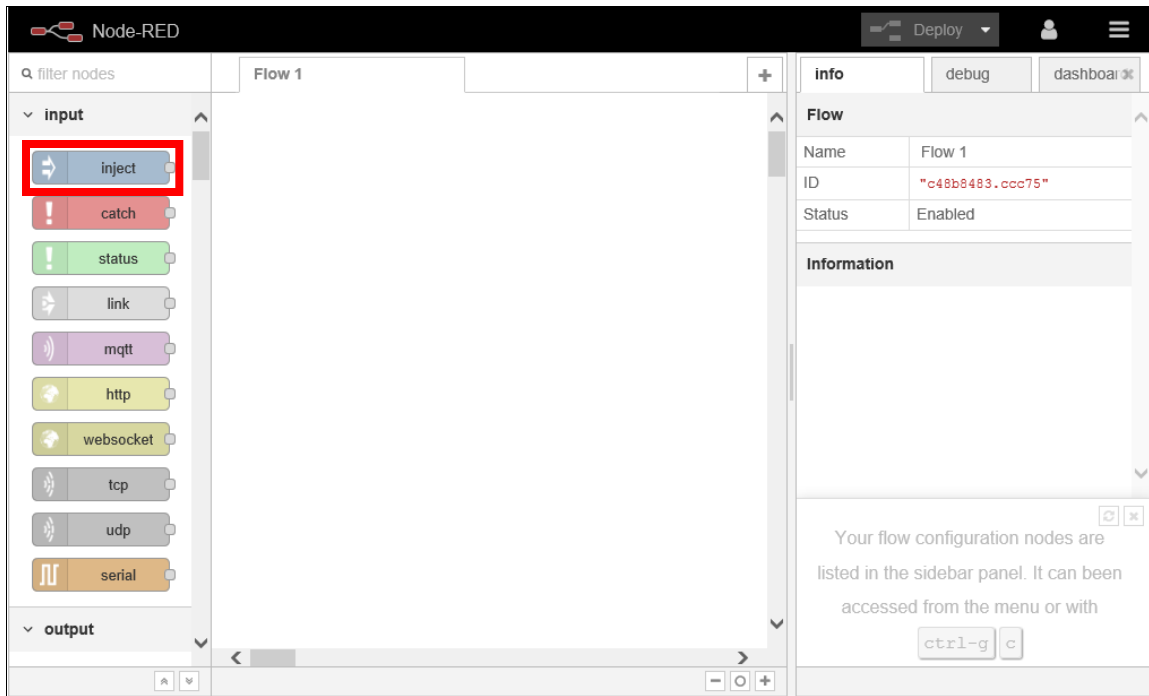 Node-RED
Deploy
filter nodes
Flow 1
info
debug
dashboar
input
inject
catch
status
link
mqtt
http
websocket
tcp
udp
serial
output
Flow
Name Flow 1
ID "c48b8483.ccc75"
Status Enabled
Information
Your flow configuration nodes are
listed in the sidebar panel. It can been
accessed from the menu or with
ctrl-g c